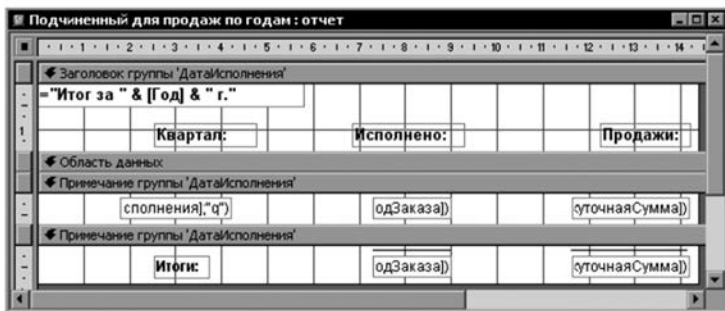 Подчиненный для продаж по годам : отчет
1 2 3 4 5 6 7 8 9 10 11 12 13 14
Заголовок группы 'ДатаИсполнения'
="Итог за " & [Год] & " г."
1
Квартал: Исполнено: Продажи:
Область данных
Примечание группы 'ДатаИсполнения'
сполнения],"q") одЗаказа]) уточнаяСумма])
Примечание группы 'ДатаИсполнения'
Итоги: одЗаказа]) уточнаяСумма])